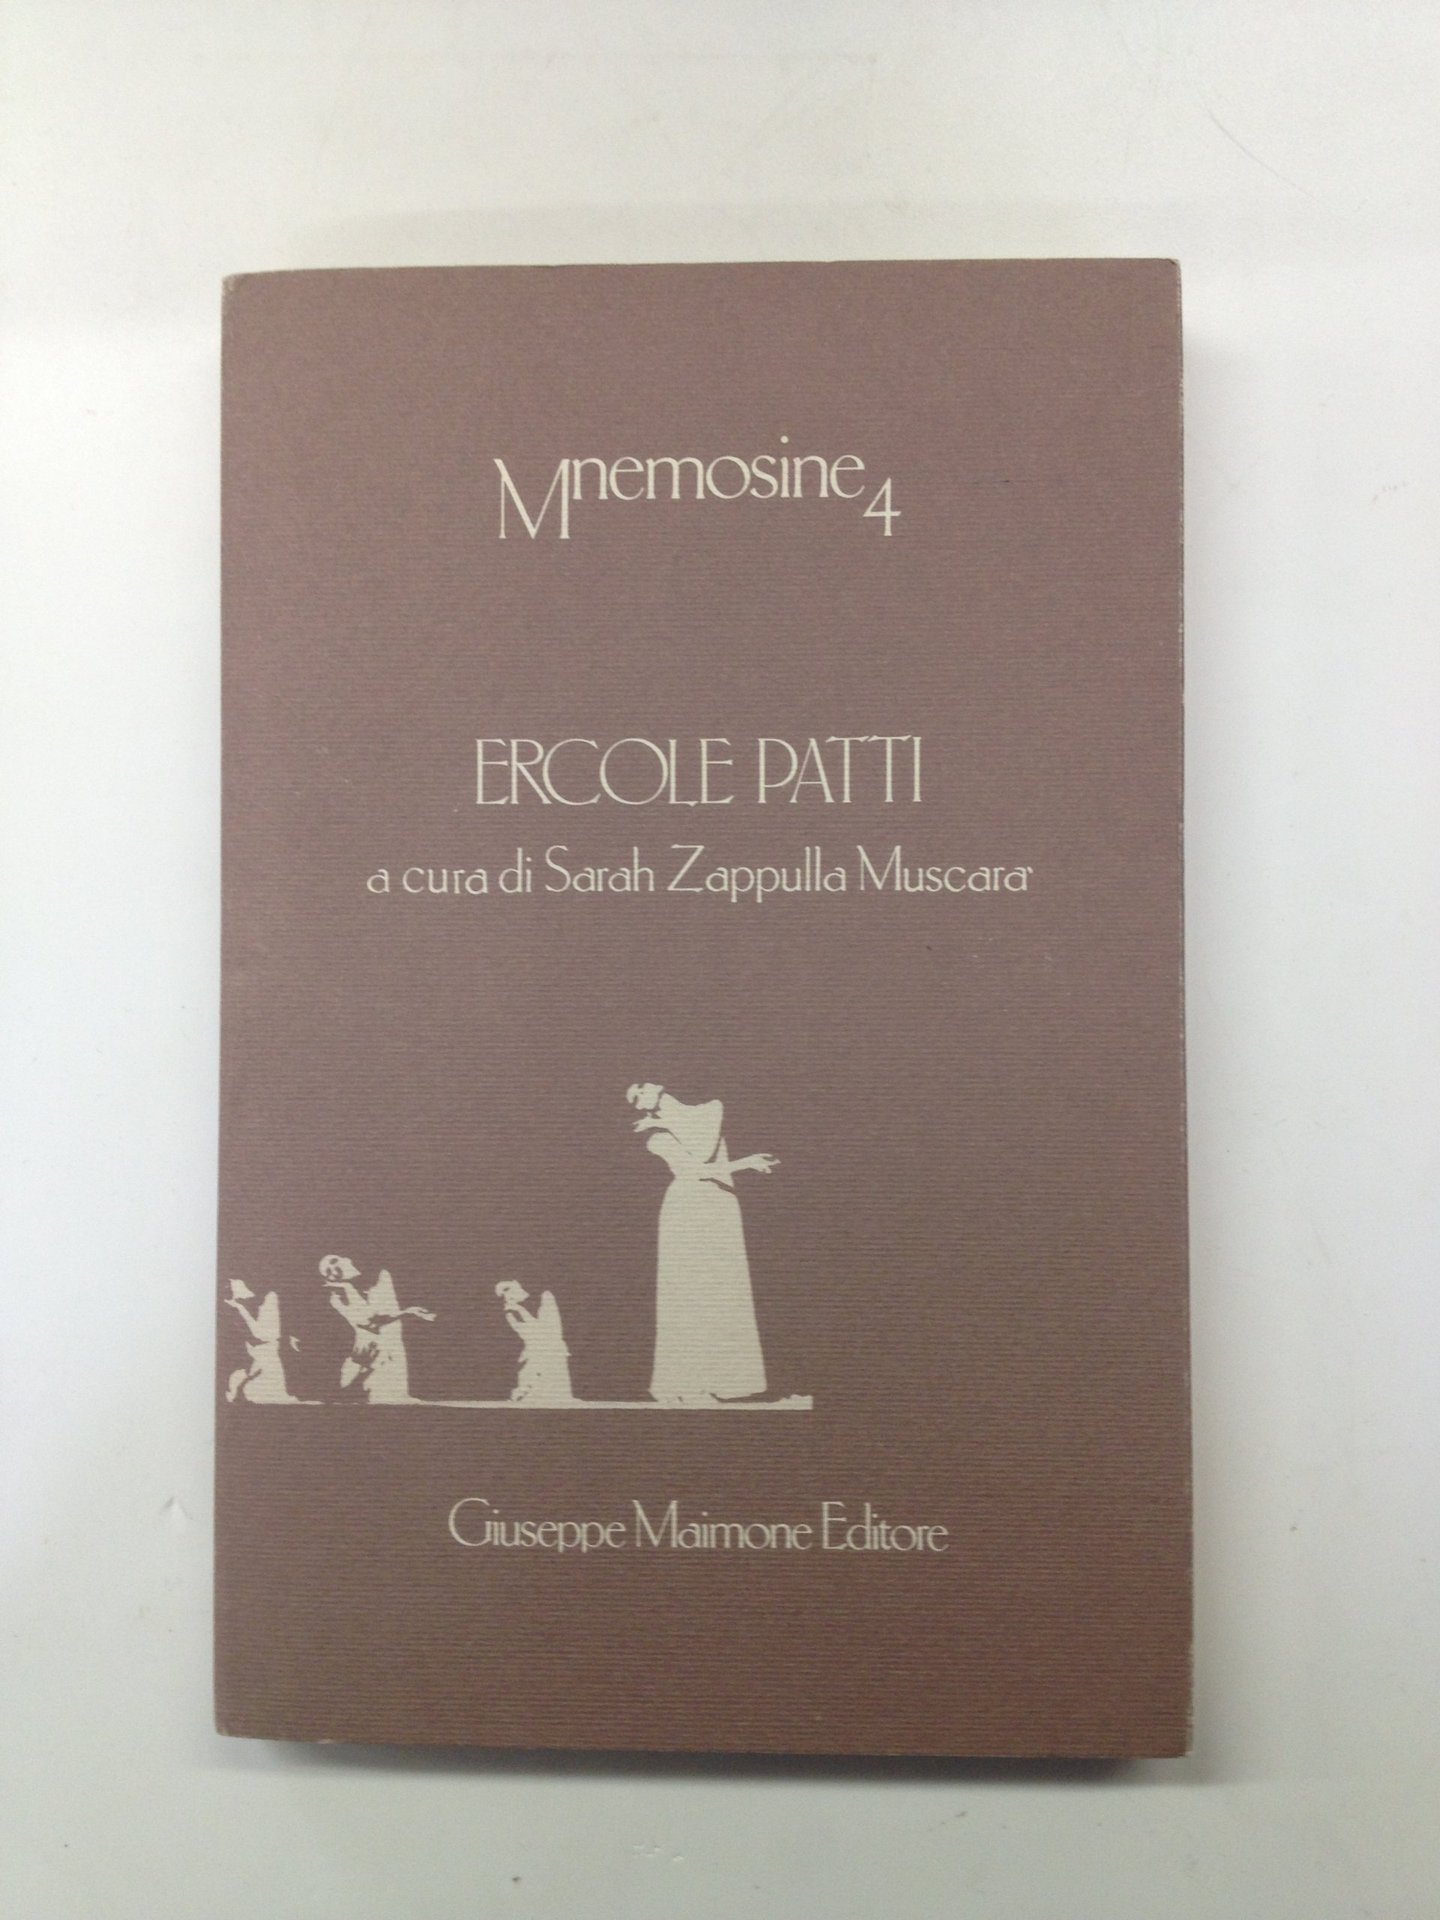 Mnemosine 4
ERCOLE PATTI
a cura di Sarah Zappulla Muscarà
Giuseppe Maimone Editore